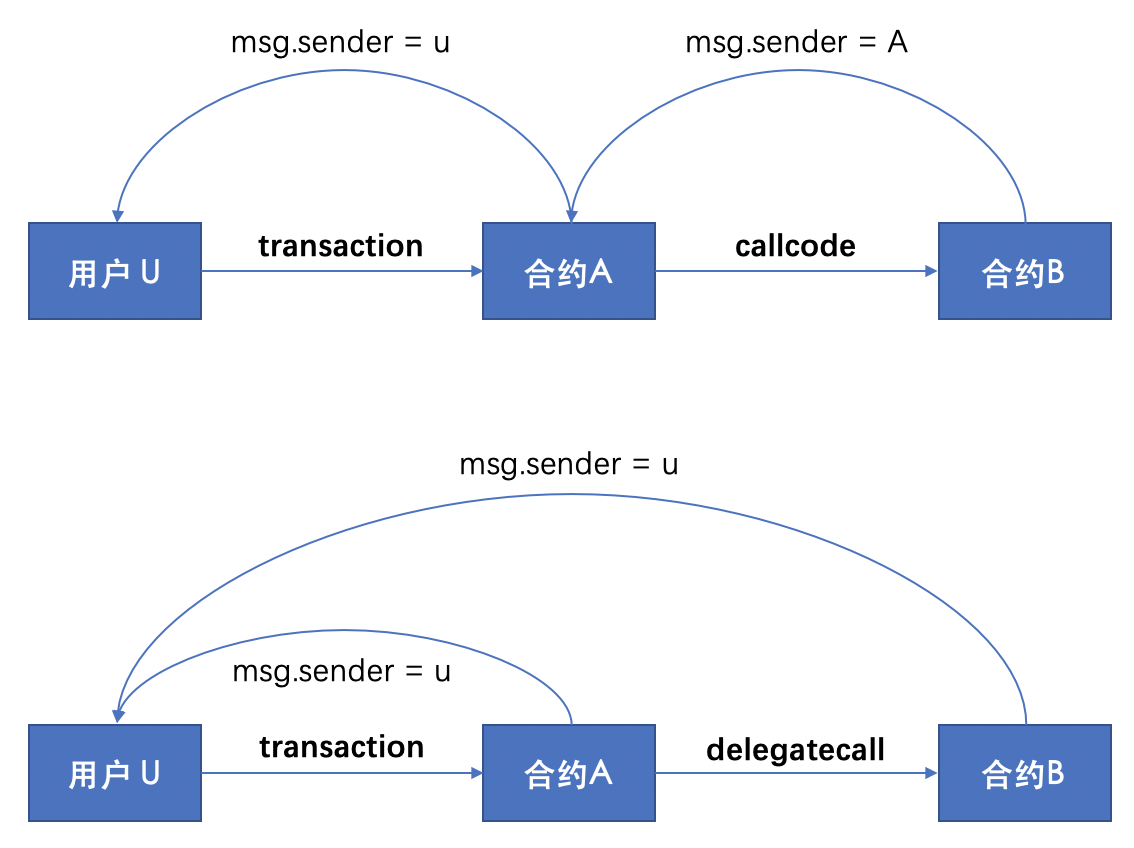 msg.sender = u
msg.sender = A
transaction
callcode
用户 U
合约A
合约B
msg.sender = u
msg.sender = u
transaction
delegatecall
用户 U
合约A
合约B